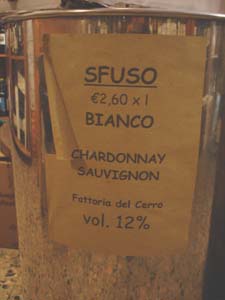 SFUSO
€2,60 x l
BIANCO
CHARDONNAY
SAUVIGNON
Fattoria del Cerro
vol. 12%